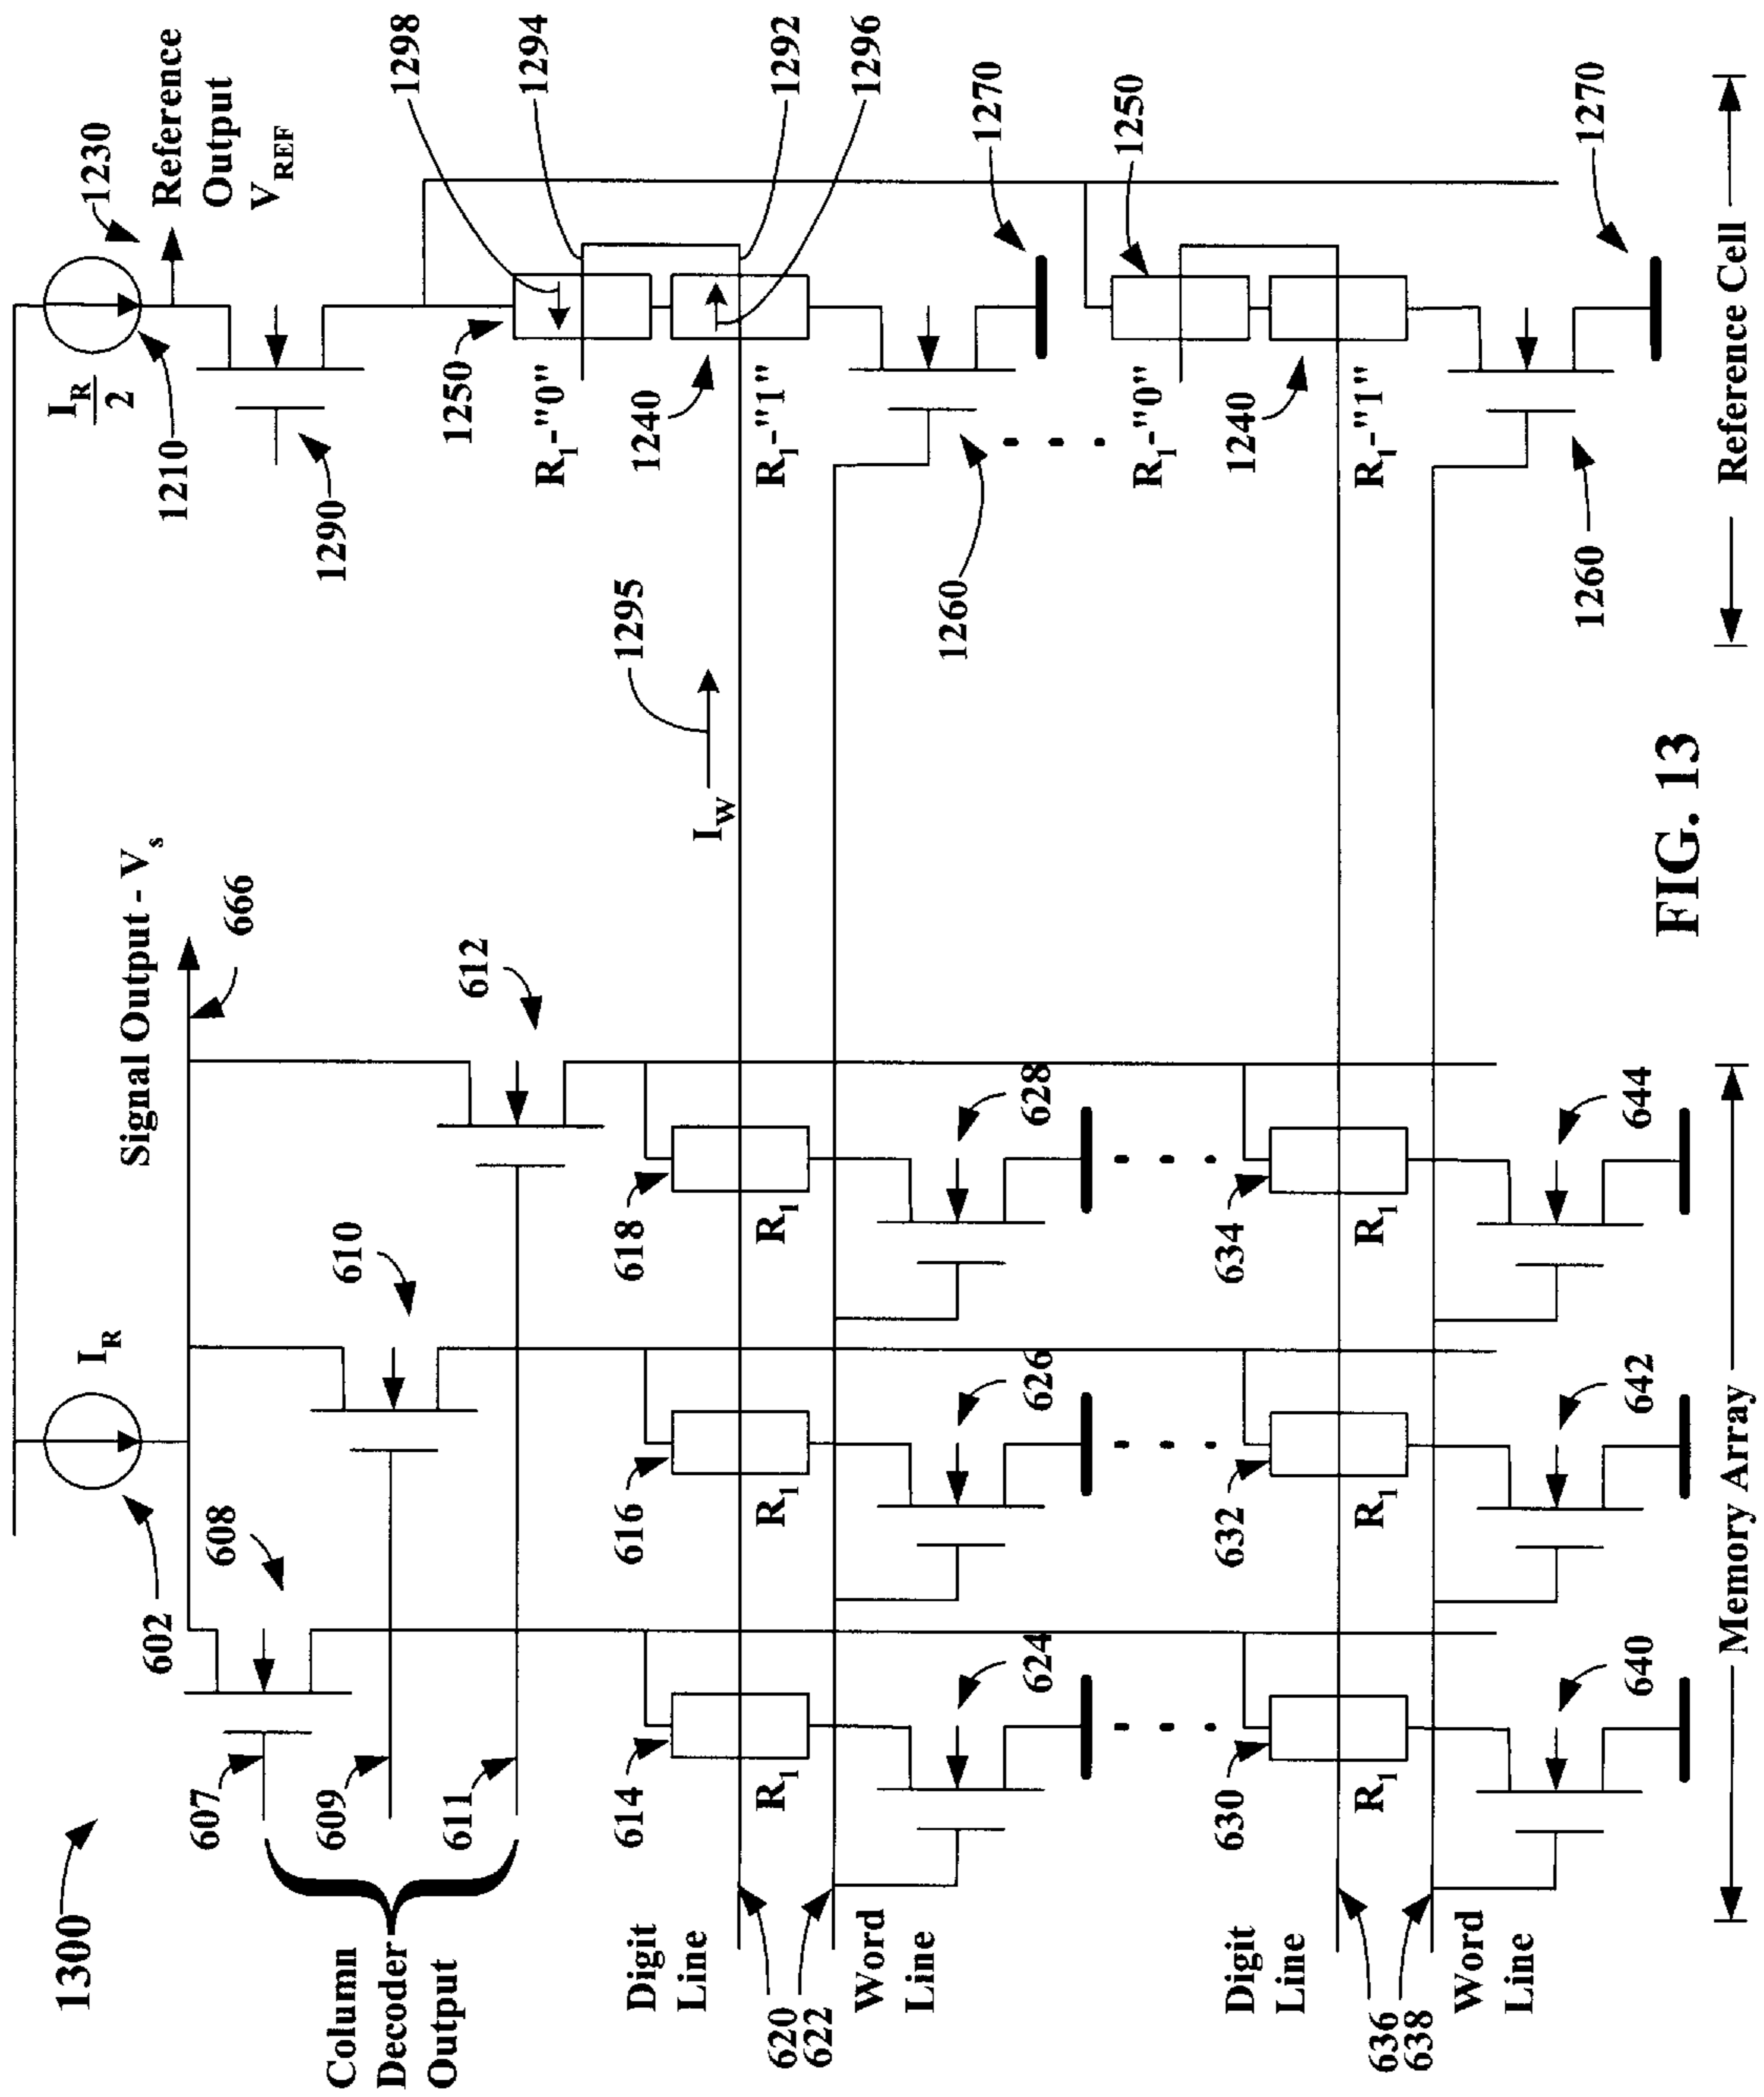 1300
Column
Decoder
Output
607
609
611
602
608
I_R
610
612
Signal Output - V_s
666
I_R
2
1210
1230
Reference
Output
V_REF
1290
1298
1294
1292
1296
1250
R_1-"0"
1240
R_1-"1"
I_W
1295
Digit
Line
620
622
Word
Line
614
R_1
624
616
R_1
626
618
R_1
628
1260
1270
1250
R_1-"0"
1240
R_1-"1"
Digit
Line
636
638
Word
Line
630
R_1
640
632
R_1
642
634
R_1
644
1260
1270
Memory Array
Reference Cell
FIG. 13